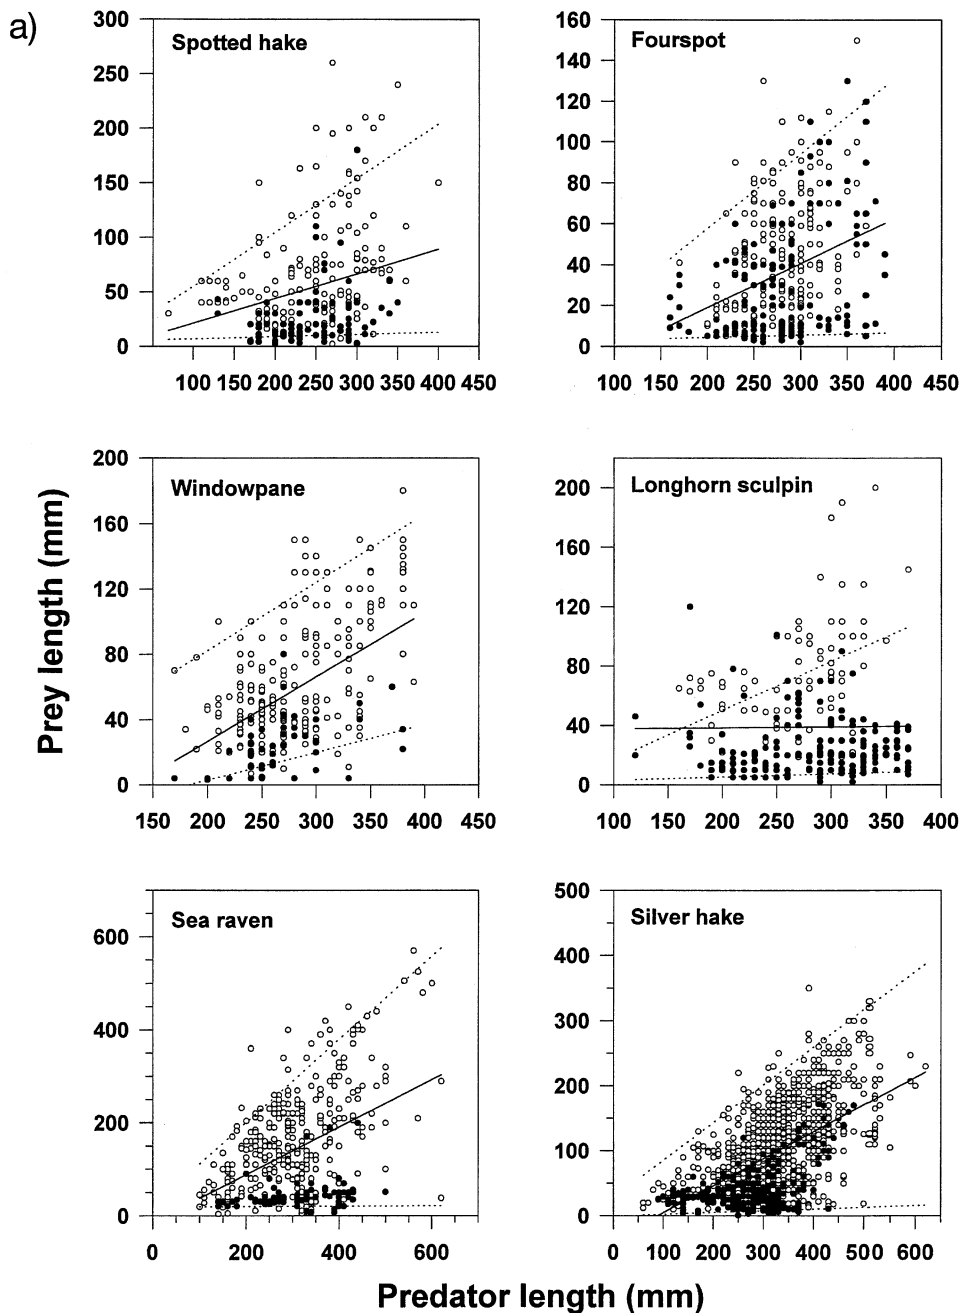 a)
Spotted hake
300
250
200
150
100
50
0
100 150 200 250 300 350 400 450
Fourspot
160
140
120
100
80
60
40
20
0
100 150 200 250 300 350 400 450
Windowpane
200
160
120
80
40
0
150 200 250 300 350 400 450
Longhorn sculpin
200
160
120
80
40
0
100 150 200 250 300 350 400
Sea raven
600
400
200
0
0 200 400 600
Silver hake
500
400
300
200
100
0
0 100 200 300 400 500 600
Prey length (mm)
Predator length (mm)